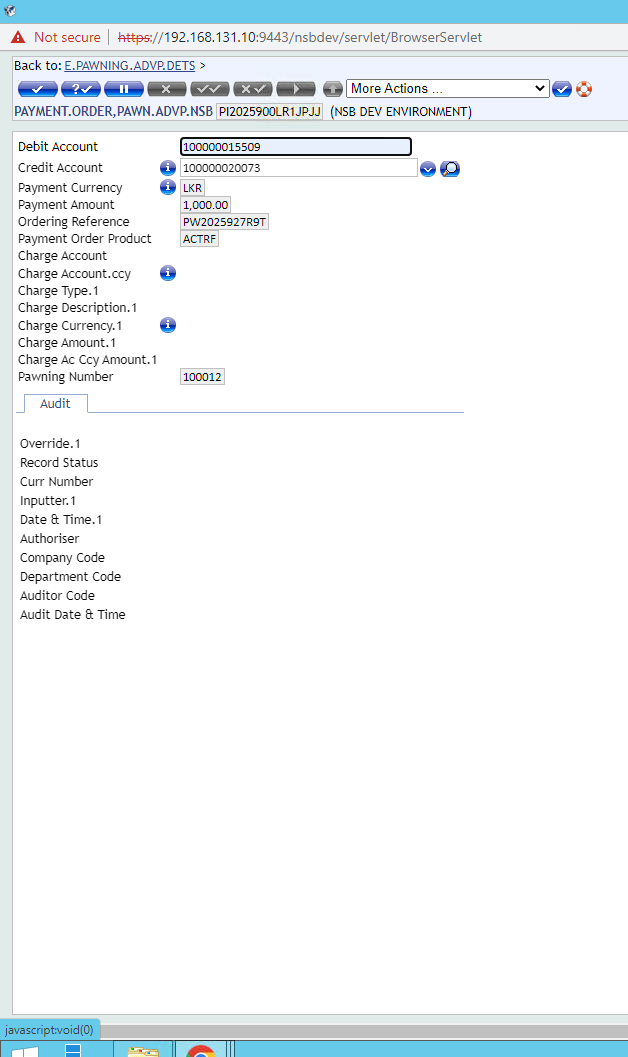 Not secure https://192.168.131.10:9443/nsbdev/servlet/BrowserServlet
Back to: E.PAWNING.ADVP.DETS >
More Actions ...
PAYMENT.ORDER,PAWN.ADVP.NSB PI2025900LR1JPJJ (NSB DEV ENVIRONMENT)
Debit Account 100000015509
Credit Account 100000020073
Payment Currency LKR
Payment Amount 1,000.00
Ordering Reference PW2025927R9T
Payment Order Product ACTRF
Charge Account
Charge Account.ccy
Charge Type.1
Charge Description.1
Charge Currency.1
Charge Amount.1
Charge Ac Ccy Amount.1
Pawning Number 100012
Audit
Override.1
Record Status
Curr Number
Inputter.1
Date & Time.1
Authoriser
Company Code
Department Code
Auditor Code
Audit Date & Time
javascript:void(0)